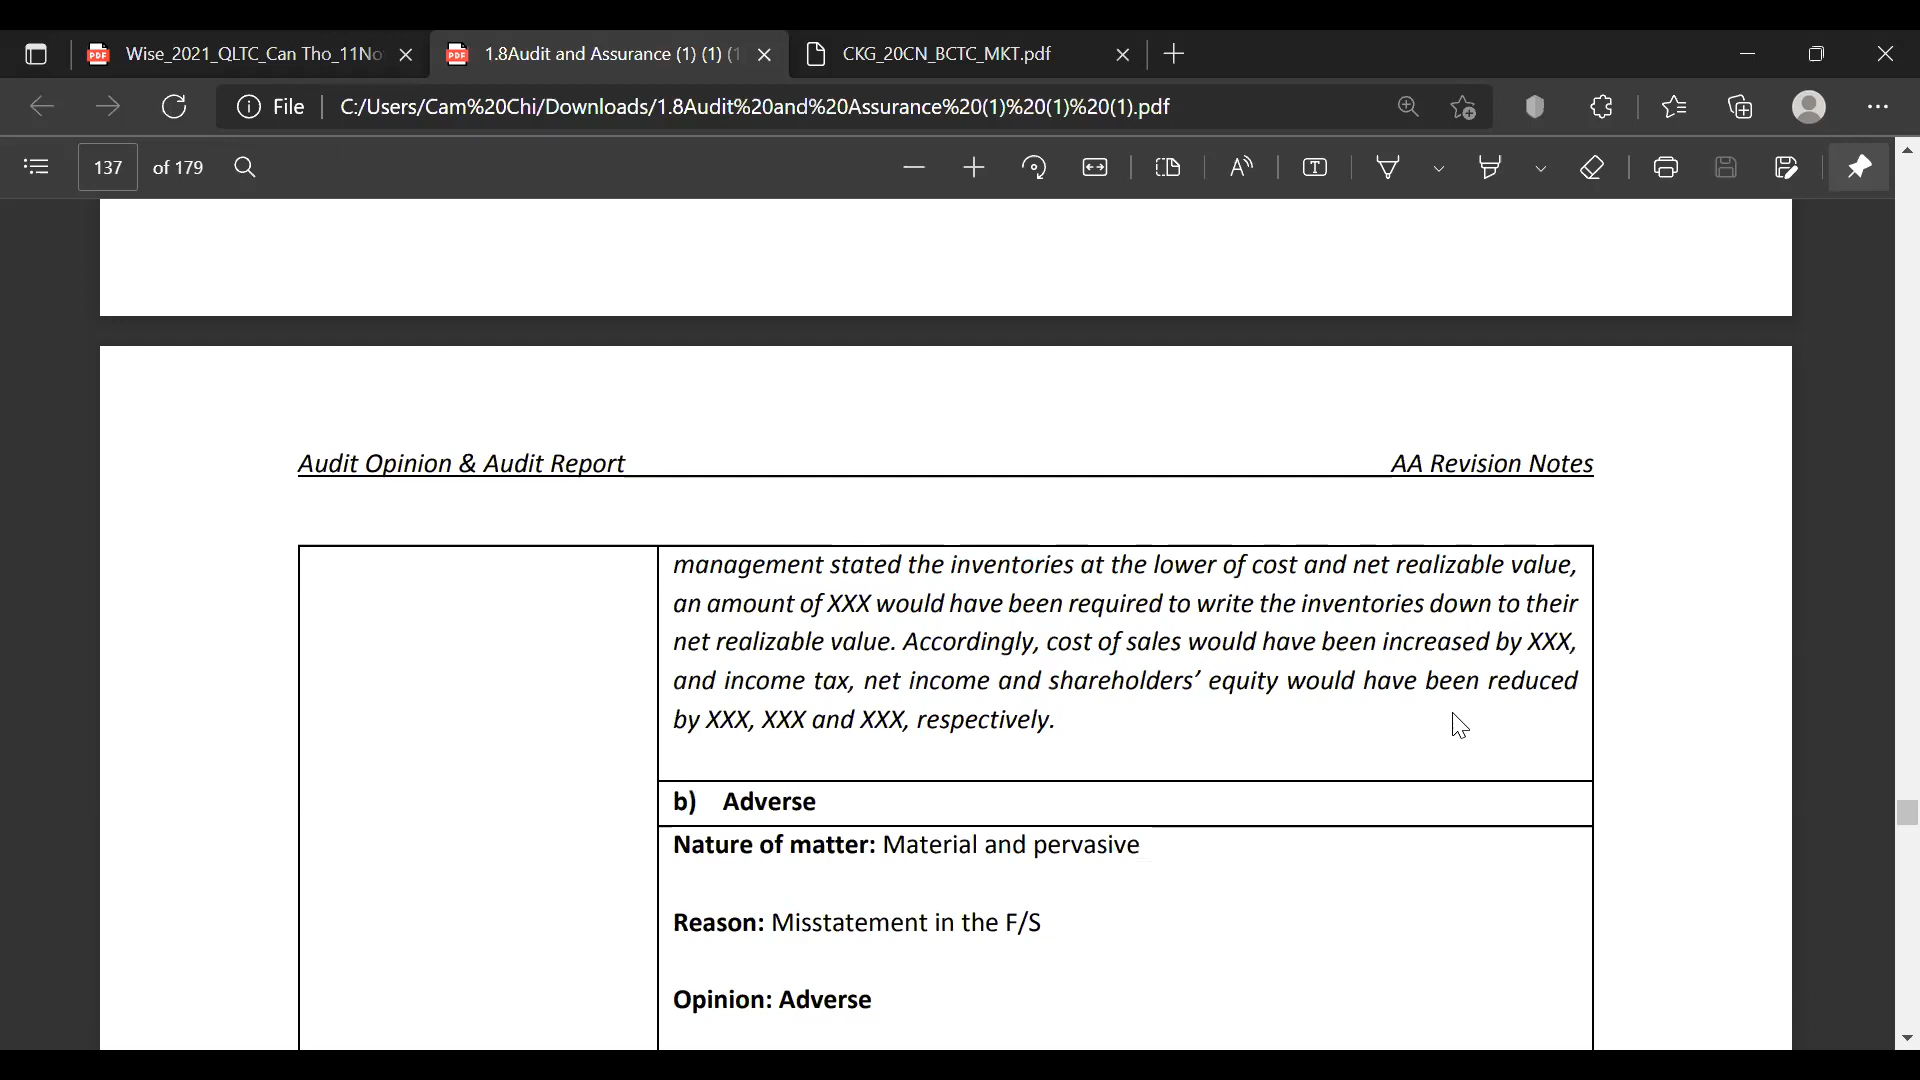 Wise_2021_QLTC_Can Tho_11No
1.8Audit and Assurance (1) (1) (1
CKG_20CN_BCTC_MKT.pdf
File
C:/Users/Cam%20Chi/Downloads/1.8Audit%20and%20Assurance%20(1)%20(1)%20(1).pdf
137 of 179
Audit Opinion & Audit Report AA Revision Notes
management stated the inventories at the lower of cost and net realizable value,
an amount of XXX would have been required to write the inventories down to their
net realizable value. Accordingly, cost of sales would have been increased by XXX,
and income tax, net income and shareholders’ equity would have been reduced
by XXX, XXX and XXX, respectively.
b) Adverse
Nature of matter: Material and pervasive
Reason: Misstatement in the F/S
Opinion: Adverse